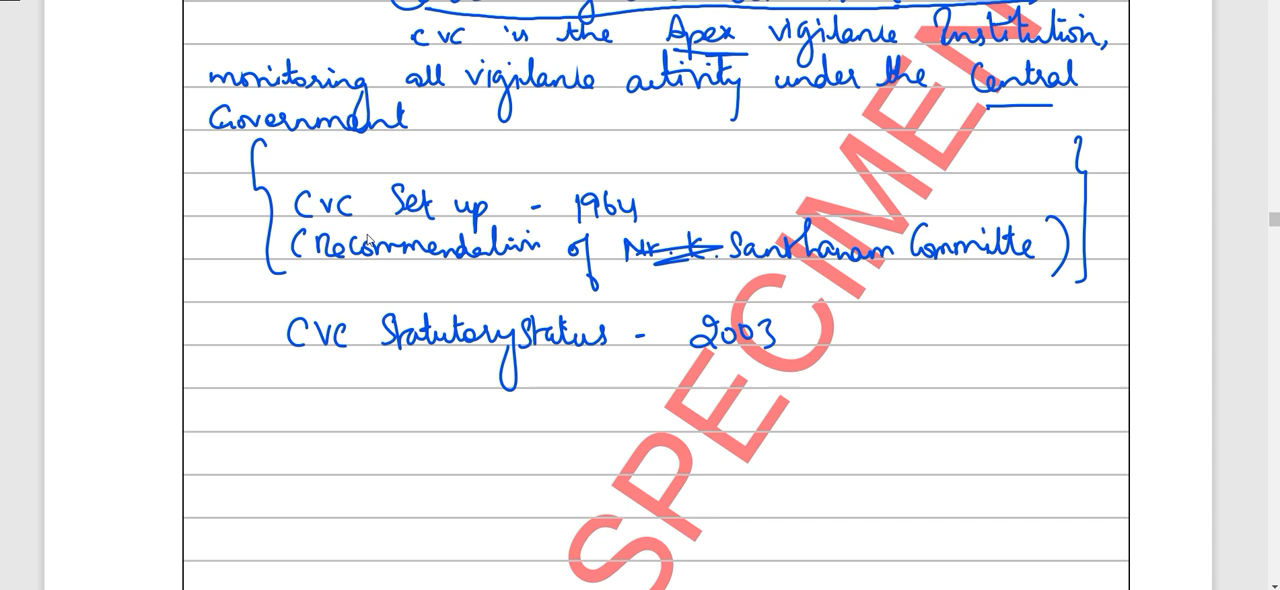 CVC is the Apex vigilance Institution,
monitoring all vigilance activity under the Central
Government
CVC Set up - 1964
(Recommendation of Mr. K. Santhanam Committe)
CVC Statutory Status - 2003
SPECIMEN